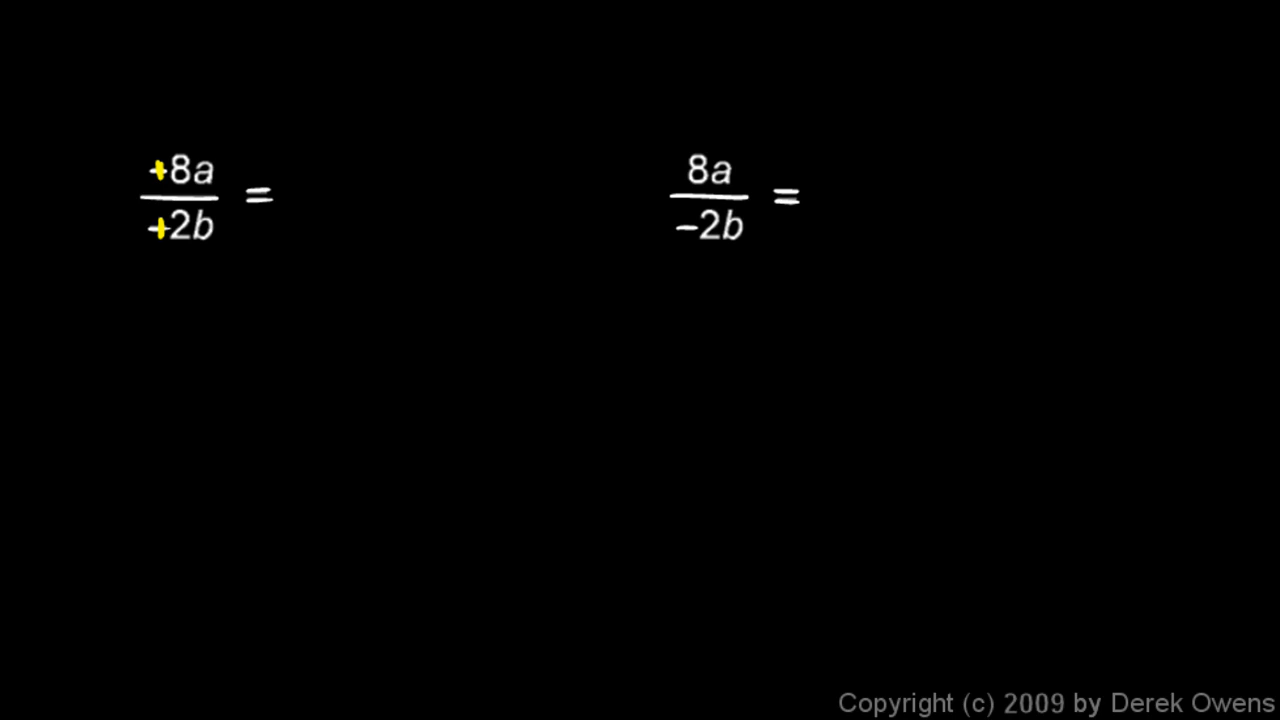 +8a
+2b =
8a
-2b =
Copyright (c) 2009 by Derek Owens